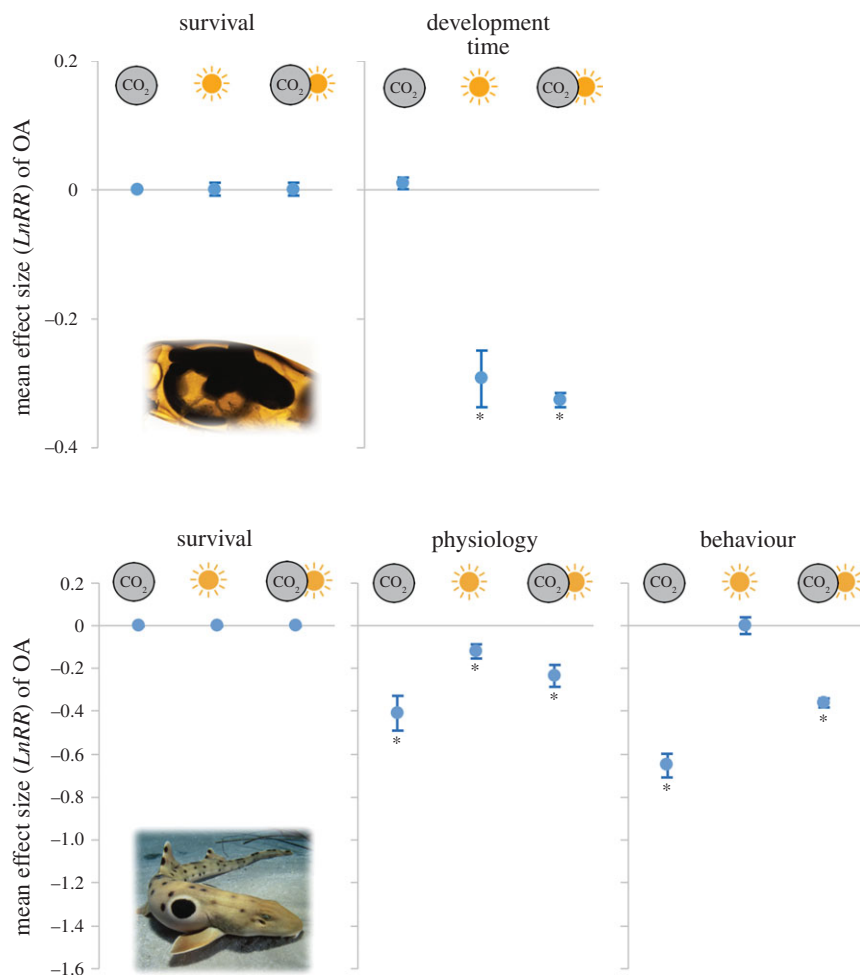 survival
development
time
CO2 CO2
CO2 CO2
mean effect size (LnRR) of OA
0.2
0
−0.2
−0.4
* *
survival
physiology
behaviour
CO2 CO2
CO2 CO2
CO2 CO2
mean effect size (LnRR) of OA
0.2
0
−0.2
−0.4
−0.6
−0.8
−1.0
−1.2
−1.4
−1.6
* * *
* *